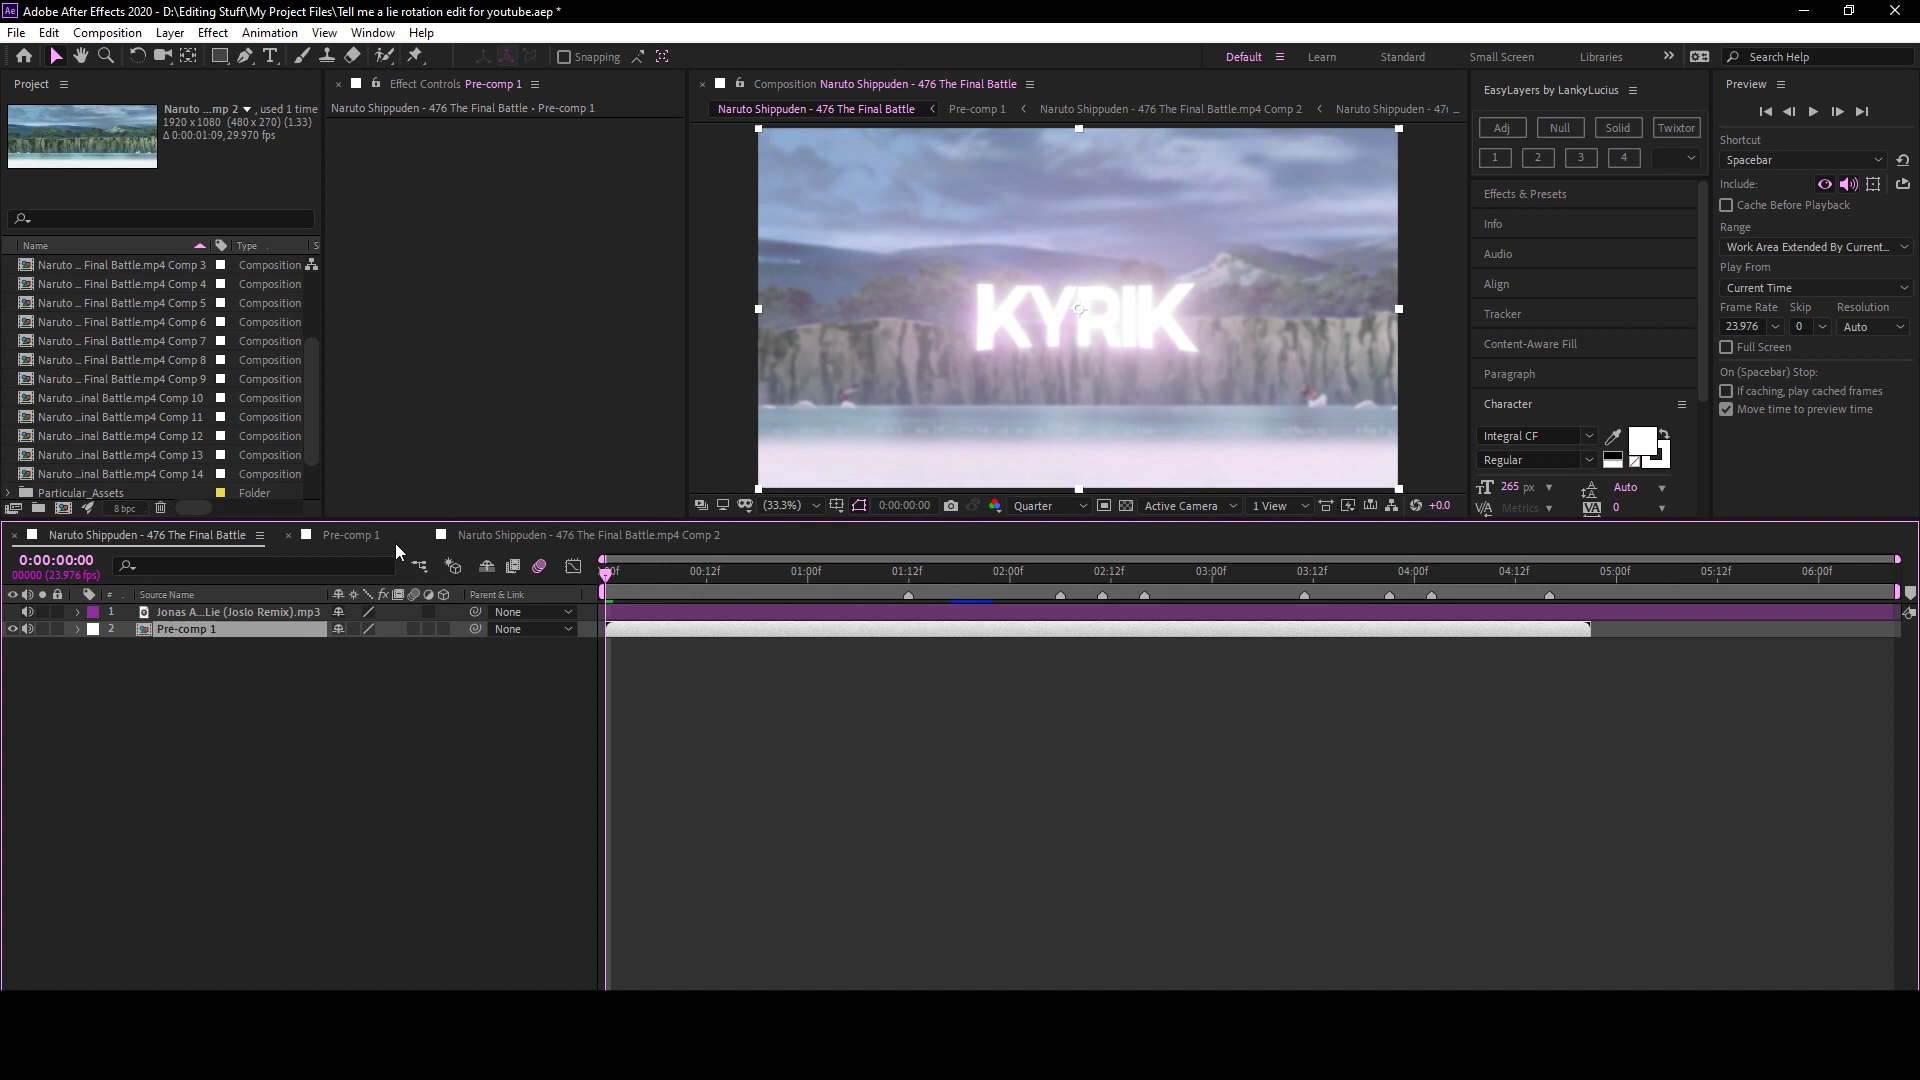 Ae Adobe After Effects 2020 - D:\Editing Stuff\My Project Files\Tell me a lie rotation edit for youtube.aep *
File Edit Composition Layer Effect Animation View Window Help
Snapping
Default Learn Standard Small Screen Libraries Search Help
Project
Naruto ...mp 2 , used 1 time
1920 x 1080 (480 x 270) (1.33)
Δ 0:00:01:09, 29.970 fps
Name Type S
Naruto ... Final Battle.mp4 Comp 3 Composition
Naruto ... Final Battle.mp4 Comp 4 Composition
Naruto ... Final Battle.mp4 Comp 5 Composition
Naruto ... Final Battle.mp4 Comp 6 Composition
Naruto ... Final Battle.mp4 Comp 7 Composition
Naruto ... Final Battle.mp4 Comp 8 Composition
Naruto ... Final Battle.mp4 Comp 9 Composition
Naruto ...inal Battle.mp4 Comp 10 Composition
Naruto ...inal Battle.mp4 Comp 11 Composition
Naruto ...inal Battle.mp4 Comp 12 Composition
Naruto ...inal Battle.mp4 Comp 13 Composition
Naruto ...inal Battle.mp4 Comp 14 Composition
Particular_Assets Folder
8 bpc
Effect Controls Pre-comp 1
Naruto Shippuden - 476 The Final Battle • Pre-comp 1
Composition Naruto Shippuden - 476 The Final Battle
Naruto Shippuden - 476 The Final Battle Pre-comp 1 Naruto Shippuden - 476 The Final Battle.mp4 Comp 2 Naruto Shippuden - 47( ...
KYRIK
(33.3%) 0:00:00:00 Quarter Active Camera 1 View +0.0
EasyLayers by LankyLucius
Adj Null Solid Twixtor
1 2 3 4
Effects & Presets
Info
Audio
Align
Tracker
Content-Aware Fill
Paragraph
Character
Integral CF
Regular
265 px Auto
Metrics 0
Preview
Shortcut
Spacebar
Include:
Cache Before Playback
Range
Work Area Extended By Current...
Play From
Current Time
Frame Rate Skip Resolution
23.976 0 Auto
Full Screen
On (Spacebar) Stop:
If caching, play cached frames
Move time to preview time
Naruto Shippuden - 476 The Final Battle Pre-comp 1 Naruto Shippuden - 476 The Final Battle.mp4 Comp 2
0:00:00:00
00000 (23.976 fps)
00f 00:12f 01:00f 01:12f 02:00f 02:12f 03:00f 03:12f 04:00f 04:12f 05:00f 05:12f 06:00f
# Source Name fx Parent & Link
1 Jonas A...Lie (Joslo Remix).mp3 None
2 Pre-comp 1 None